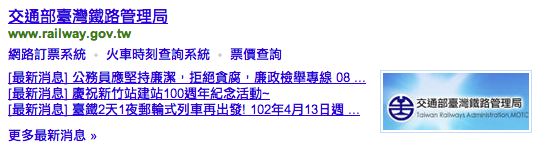 交通部臺灣鐵路管理局
www.railway.gov.tw
網路訂票系統 • 火車時刻查詢系統 • 票價查詢
[最新消息] 公務員應堅持廉潔，拒絕貪腐，廉政檢舉專線 08 ...
[最新消息] 慶祝新竹站建站100週年紀念活動~
[最新消息] 臺鐵2天1夜郵輪式列車再出發! 102年4月13日週 ...
更多最新消息 »
交通部臺灣鐵路管理局
Taiwan Railways Administration,MOTC